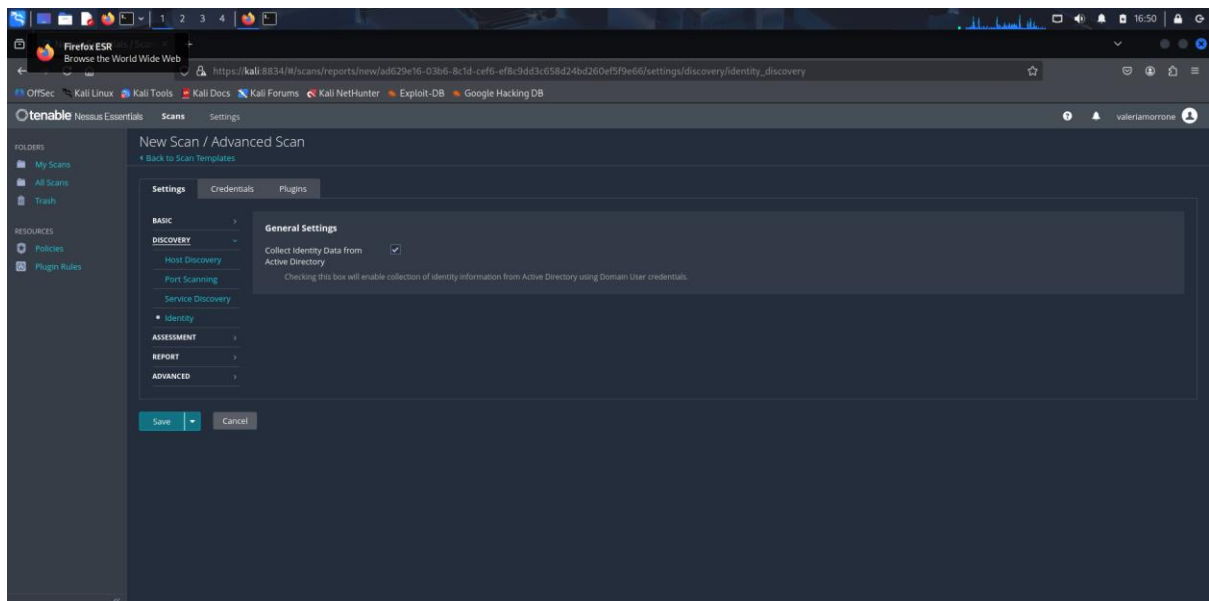 1 2 3 4
16:50
Firefox ESR
Browse the World Wide Web
https://kali:8834/#/scans/reports/new/ad629e16-03b6-8c1d-cef6-ef8c9dd3c658d24bd260ef5f9e66/settings/discovery/identity_discovery
OffSec Kali Linux Kali Tools Kali Docs Kali Forums Kali NetHunter Exploit-DB Google Hacking DB
tenable Nessus Essentials Scans Settings valeriamorrone
FOLDERS
My Scans
All Scans
Trash
RESOURCES
Policies
Plugin Rules
New Scan / Advanced Scan
Back to Scan Templates
Settings Credentials Plugins
BASIC
DISCOVERY
Host Discovery
Port Scanning
Service Discovery
Identity
ASSESSMENT
REPORT
ADVANCED
General Settings
Collect Identity Data from
Active Directory
Checking this box will enable collection of identity information from Active Directory using Domain User credentials.
Save Cancel